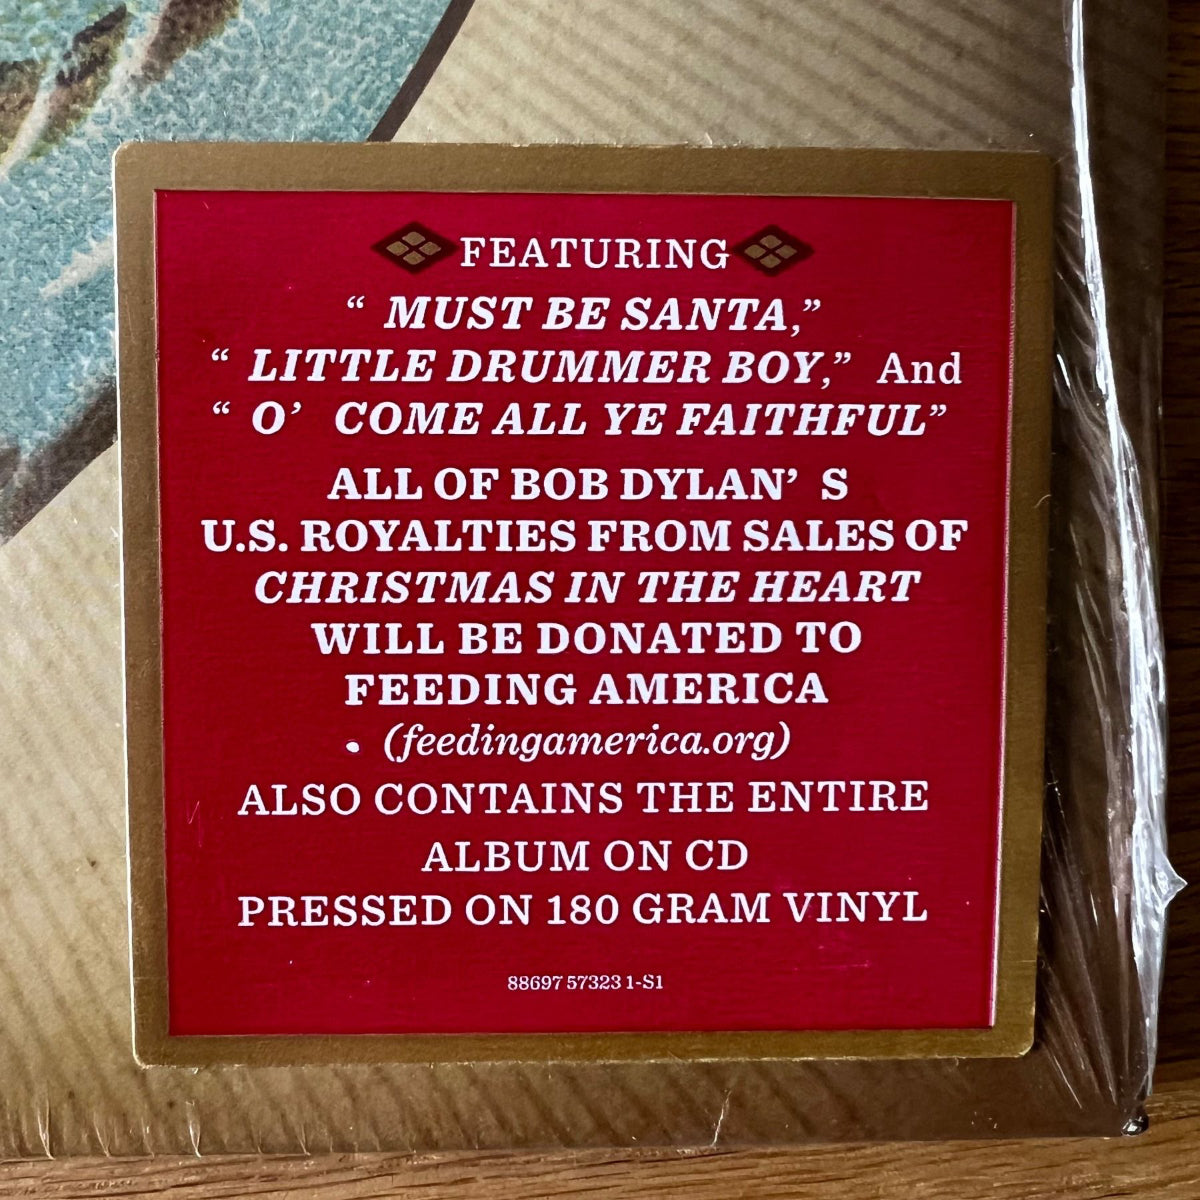 FEATURING
“ MUST BE SANTA,”
“ LITTLE DRUMMER BOY,” And
“ O’ COME ALL YE FAITHFUL”
ALL OF BOB DYLAN’ S
U.S. ROYALTIES FROM SALES OF
CHRISTMAS IN THE HEART
WILL BE DONATED TO
FEEDING AMERICA
(feedingamerica.org)
ALSO CONTAINS THE ENTIRE
ALBUM ON CD
PRESSED ON 180 GRAM VINYL
88697 57323 1-S1